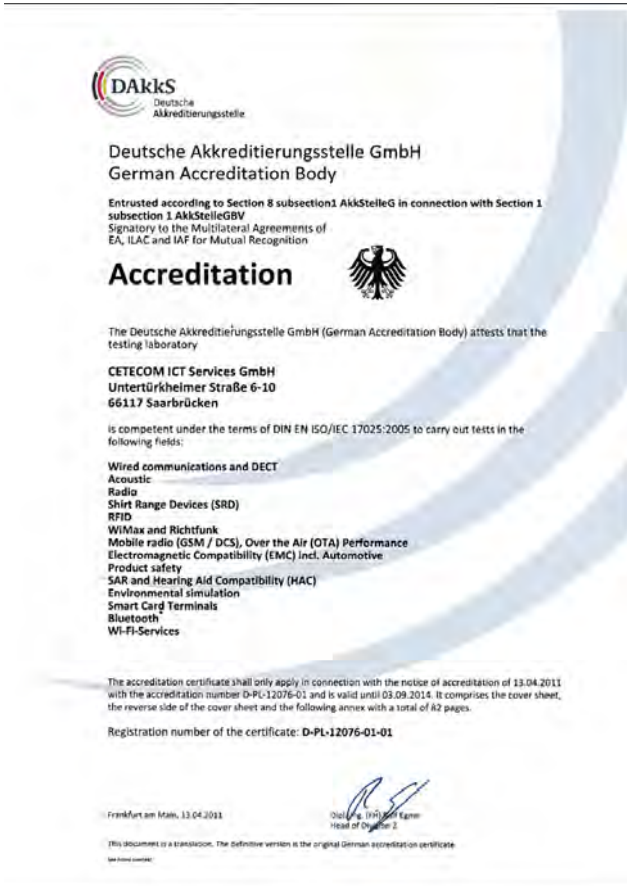 DAkkS
Deutsche
Akkreditierungsstelle
Deutsche Akkreditierungsstelle GmbH
German Accreditation Body
Entrusted according to Section 8 subsection1 AkkStelleG in connection with Section 1
subsection 1 AkkStelleGBV
Signatory to the Multilateral Agreements of
EA, ILAC and IAF for Mutual Recognition
Accreditation
The Deutsche Akkreditierungsstelle GmbH (German Accreditation Body) attests that the
testing laboratory
CETECOM ICT Services GmbH
Untertürkheimer Straße 6-10
66117 Saarbrücken
is competent under the terms of DIN EN ISO/IEC 17025:2005 to carry out tests in the
following fields:
Wired communications and DECT
Acoustic
Radio
Shirt Range Devices (SRD)
RFID
WiMax and Richtfunk
Mobile radio (GSM / DCS), Over the Air (OTA) Performance
Electromagnetic Compatibility (EMC) incl. Automotive
Product safety
SAR and Hearing Aid Compatibility (HAC)
Environmental simulation
Smart Card Terminals
Bluetooth
Wi-Fi-Services
The accreditation certificate shall only apply in connection with the notice of accreditation of 13.04.2011
with the accreditation number D-PL-12076-01 and is valid until 03.09.2014. It comprises the cover sheet,
the reverse side of the cover sheet and the following annex with a total of 82 pages.
Registration number of the certificate: D-PL-12076-01-01
Frankfurt am Main, 13.04.2011
Egner
Head of Division 2
This document is a translation. The definitive version is the original German accreditation certificate